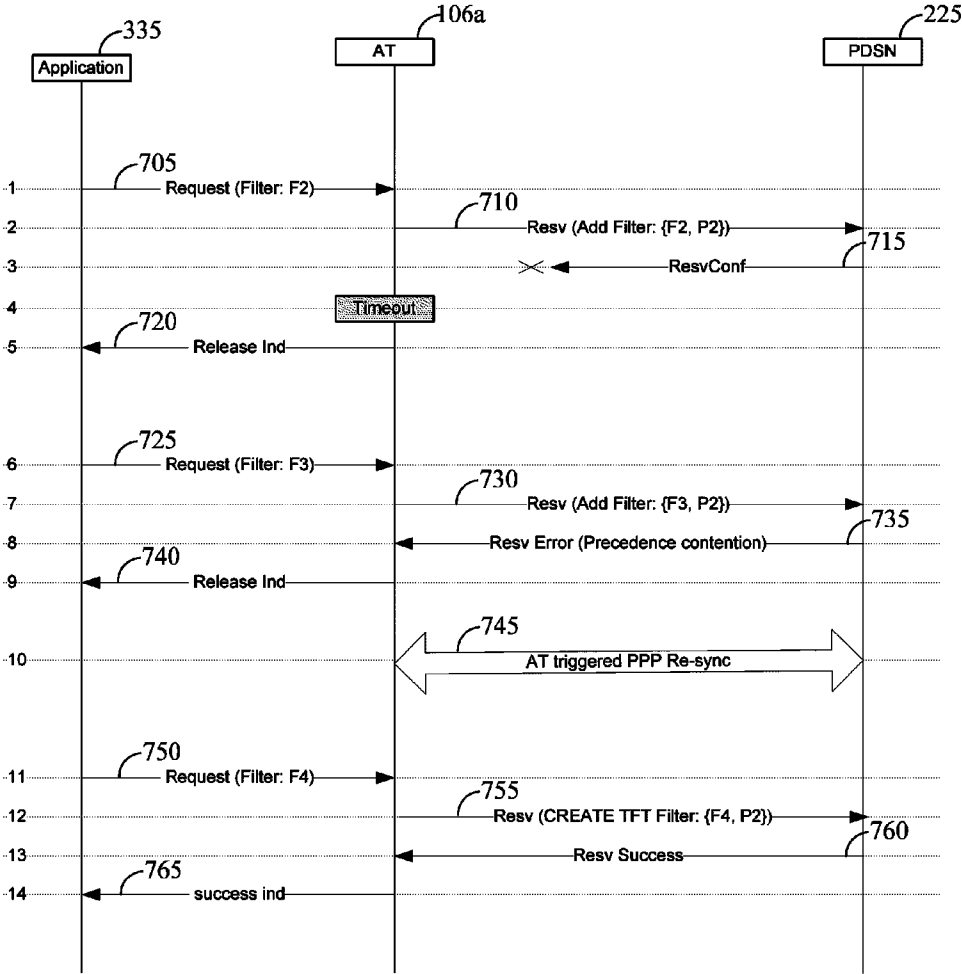 335
106a
225
Application
AT
PDSN
705
1
Request (Filter: F2)
710
2
Resv (Add Filter: {F2, P2})
715
3
ResvConf
4
Timeout
720
5
Release Ind
725
6
Request (Filter: F3)
730
7
Resv (Add Filter: {F3, P2})
735
8
Resv Error (Precedence contention)
740
9
Release Ind
745
10
AT triggered PPP Re-sync
750
11
Request (Filter: F4)
755
12
Resv (CREATE TFT Filter: {F4, P2})
760
13
Resv Success
765
14
success ind